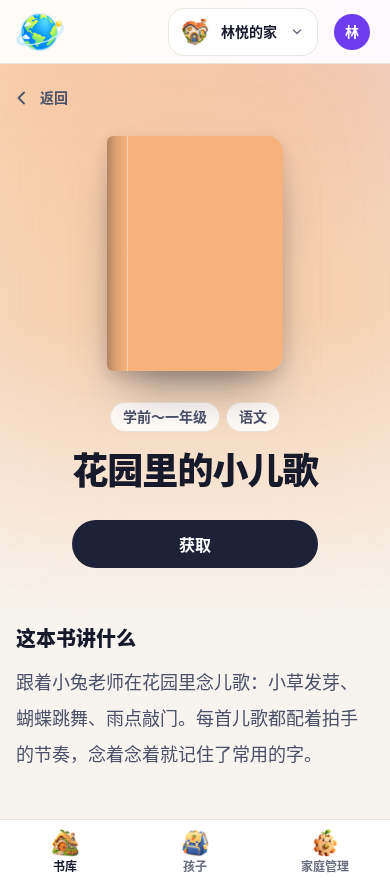 林悦的家
林
返回
学前～一年级
语文
花园里的小儿歌
获取
这本书讲什么
跟着小兔老师在花园里念儿歌：小草发芽、
蝴蝶跳舞、雨点敲门。每首儿歌都配着拍手
的节奏，念着念着就记住了常用的字。
书库
孩子
家庭管理